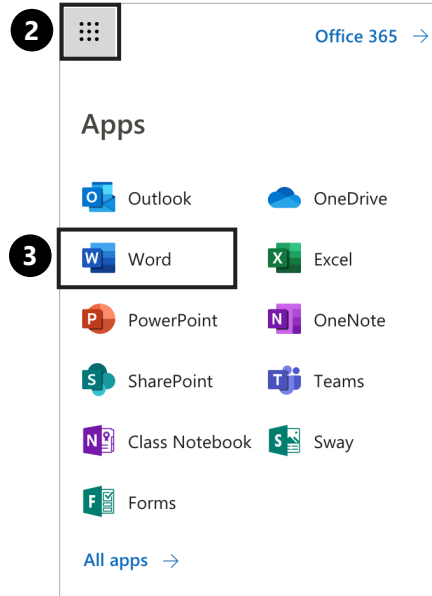 2
Office 365 →
Apps
Outlook
OneDrive
3
Word
Excel
PowerPoint
OneNote
SharePoint
Teams
Class Notebook
Sway
Forms
All apps →